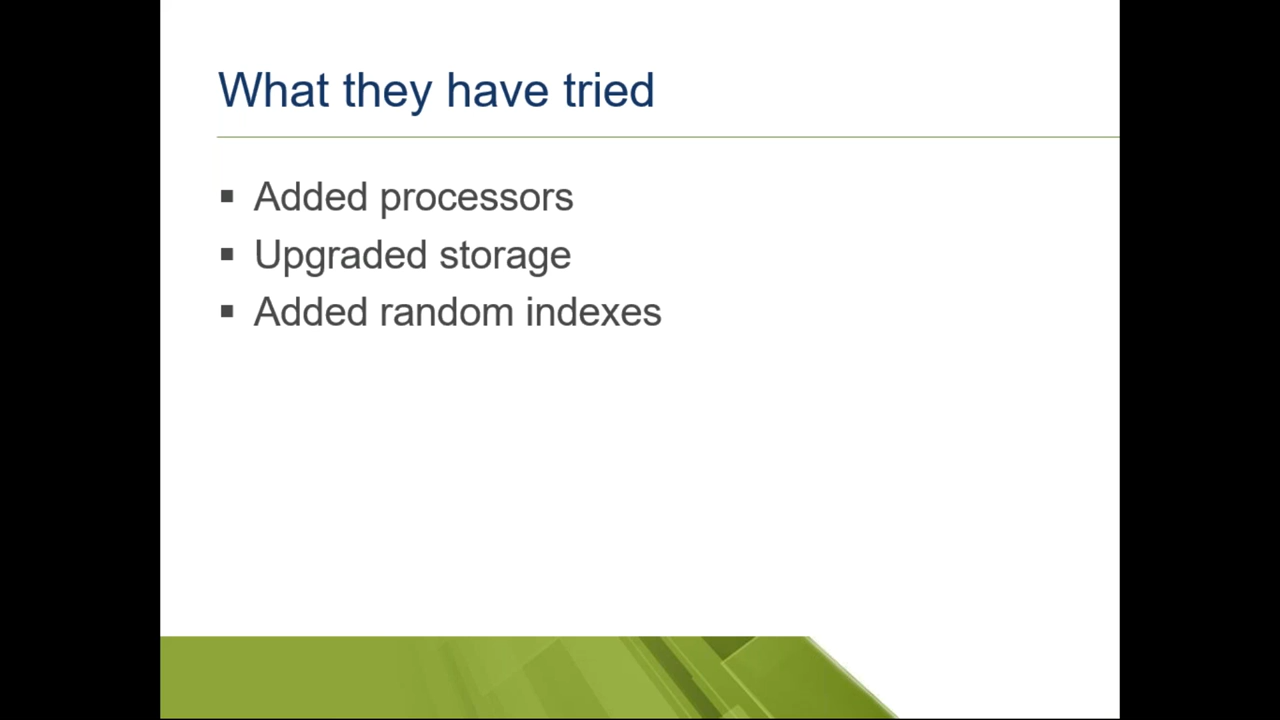 What they have tried
▪ Added processors
▪ Upgraded storage
▪ Added random indexes